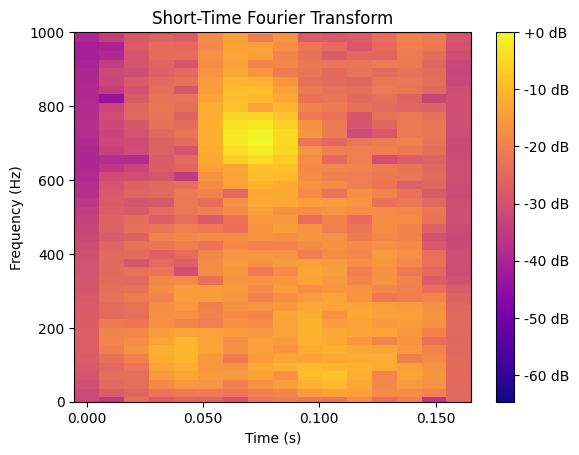 Short-Time Fourier Transform
Frequency (Hz)
1000
800
600
400
200
0
0.000
0.050
0.100
0.150
Time (s)
+0 dB
-10 dB
-20 dB
-30 dB
-40 dB
-50 dB
-60 dB